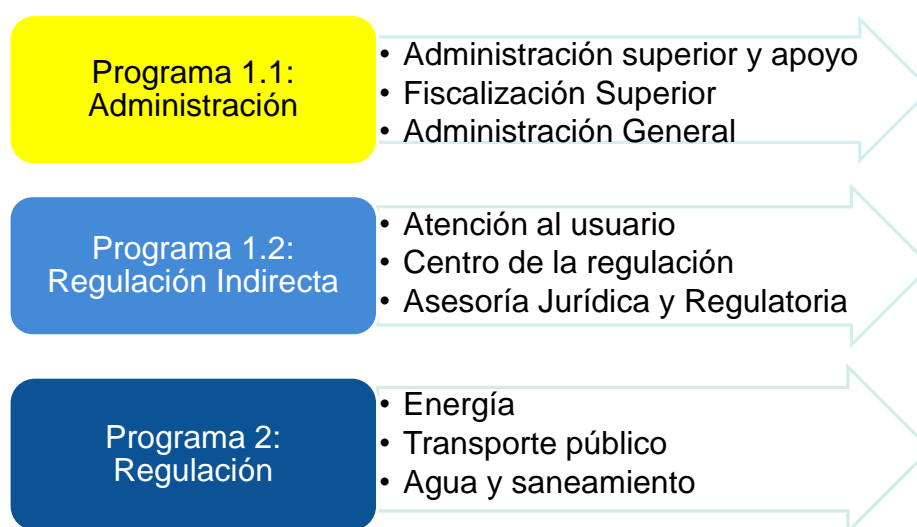 Programa 1.1:
Administración
• Administración superior y apoyo
• Fiscalización Superior
• Administración General
Programa 1.2:
Regulación Indirecta
• Atención al usuario
• Centro de la regulación
• Asesoría Jurídica y Regulatoria
Programa 2:
Regulación
• Energía
• Transporte público
• Agua y saneamiento